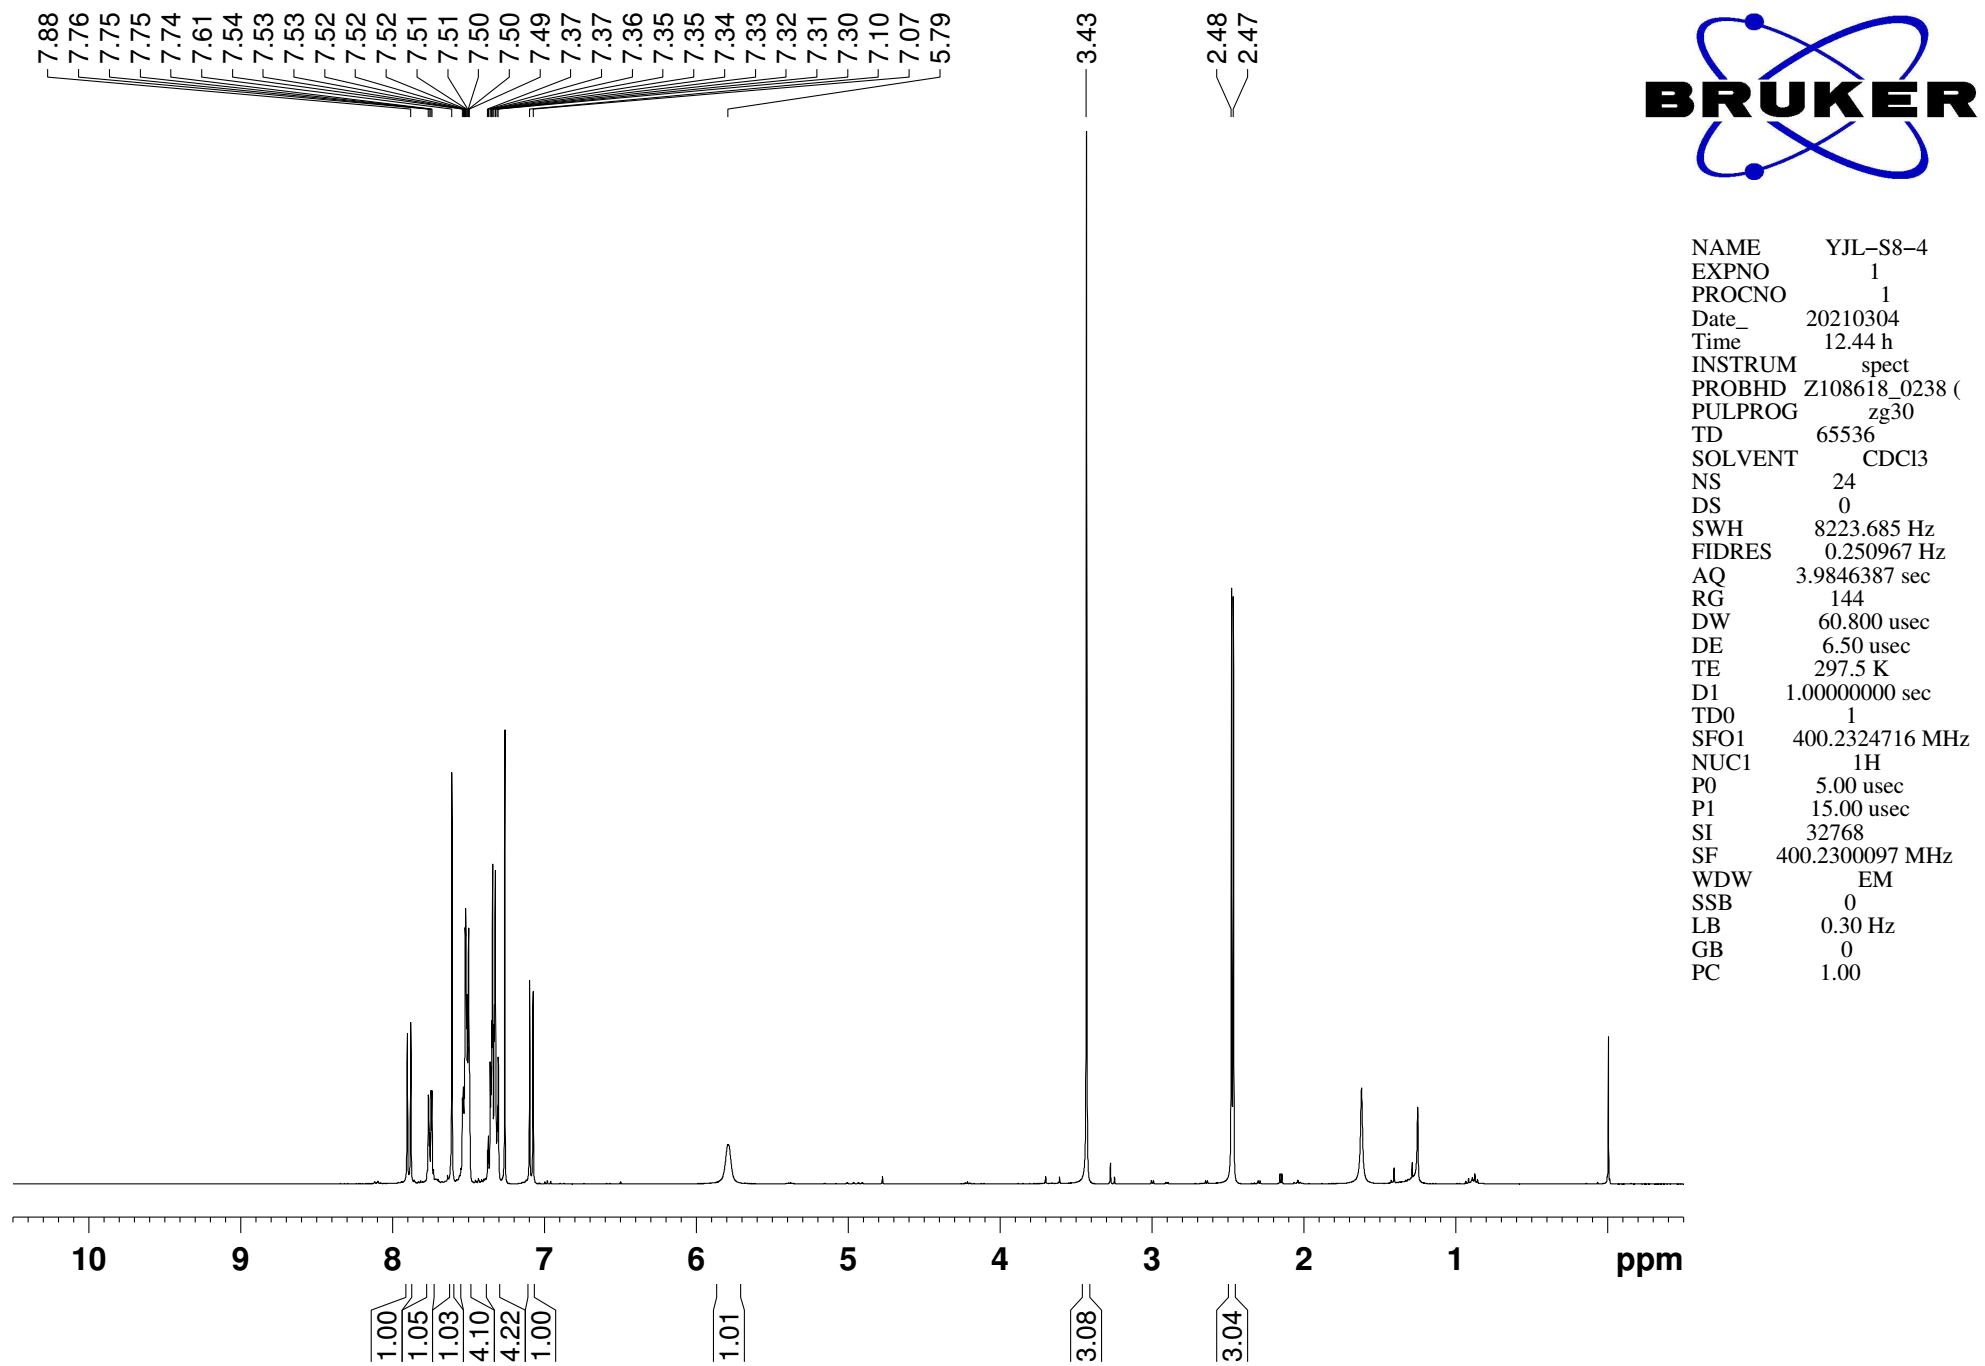 7.88 7.76 7.75 7.75 7.74 7.61 7.54 7.53 7.53 7.52 7.52 7.52 7.51 7.51 7.50 7.50 7.49 7.37 7.37 7.36 7.35 7.35 7.34 7.33 7.32 7.31 7.30 7.10 7.07 5.79 3.43 2.48 2.47
BRUKER
NAME YJL-S8-4
EXPNO 1
PROCNO 1
Date_ 20210304
Time 12.44 h
INSTRUM spect
PROBHD Z108618_0238 (
PULPROG zg30
TD 65536
SOLVENT CDCl3
NS 24
DS 0
SWH 8223.685 Hz
FIDRES 0.250967 Hz
AQ 3.9846387 sec
RG 144
DW 60.800 usec
DE 6.50 usec
TE 297.5 K
D1 1.00000000 sec
TD0 1
SFO1 400.2324716 MHz
NUC1 1H
P0 5.00 usec
P1 15.00 usec
SI 32768
SF 400.2300097 MHz
WDW EM
SSB 0
LB 0.30 Hz
GB 0
PC 1.00
10 9 8 7 6 5 4 3 2 1 ppm
1.00 1.05 1.03 4.10 4.22 1.00 1.01 3.08 3.04